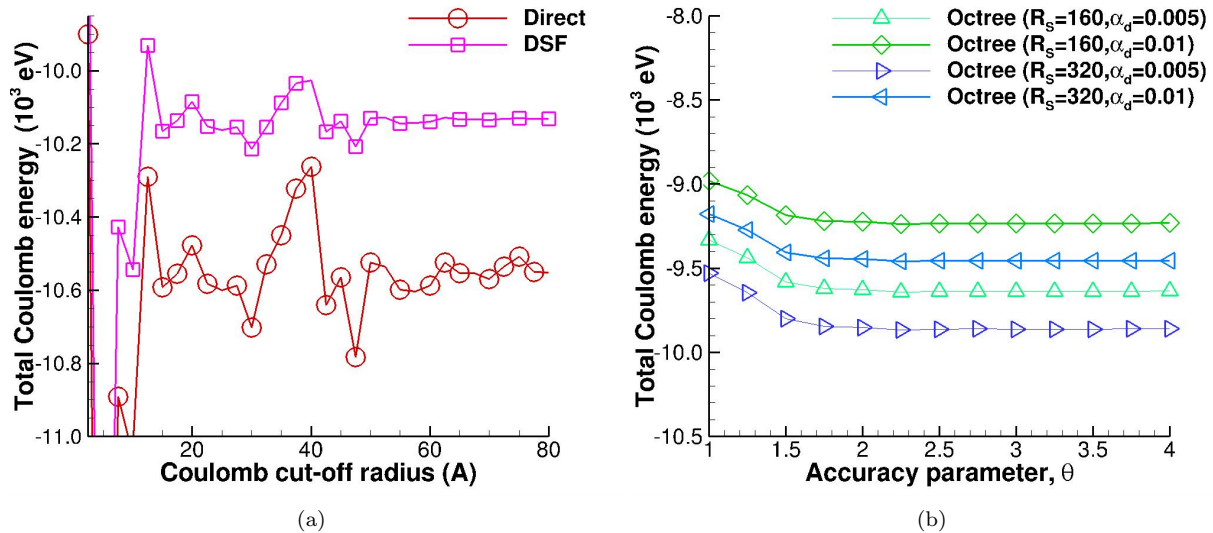 Direct
DSF
-10.0
-10.2
-10.4
-10.6
-10.8
-11.0
Total Coulomb energy (10³ eV)
20
40
60
80
Coulomb cut-off radius (A)
(a)
Octree (R_S=160,α_d=0.005)
Octree (R_S=160,α_d=0.01)
Octree (R_S=320,α_d=0.005)
Octree (R_S=320,α_d=0.01)
-8.0
-8.5
-9.0
-9.5
-10.0
-10.5
Total Coulomb energy (10³ eV)
1
1.5
2
2.5
3
3.5
4
Accuracy parameter, θ
(b)